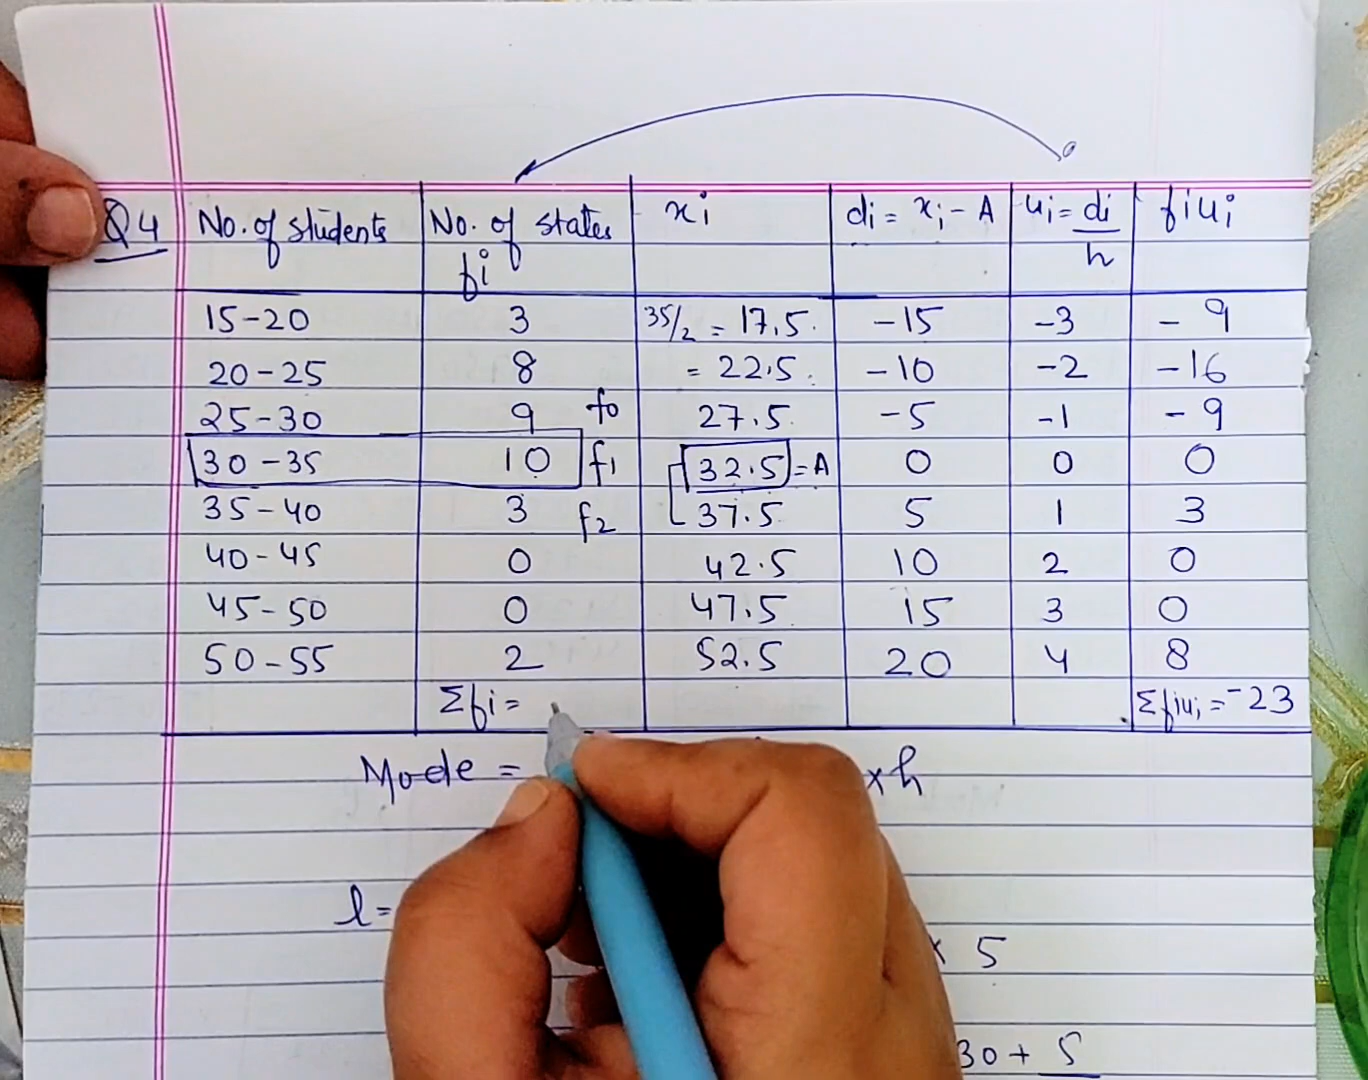 Q4 No. of students No. of states fi xi di = xi - A ui = di/h fiui
15-20 3 35/2 = 17.5. -15 -3 -9
20-25 8 = 22.5. -10 -2 -16
25-30 9 f0 27.5. -5 -1 -9
30-35 10 f1 32.5 = A 0 0 0
35-40 3 f2 37.5 5 1 3
40-45 0 42.5 10 2 0
45-50 0 47.5 15 3 0
50-55 2 52.5 20 4 8
Σfi = Σfiui = -23
Mode = × h
l =
× 5
30 + 5